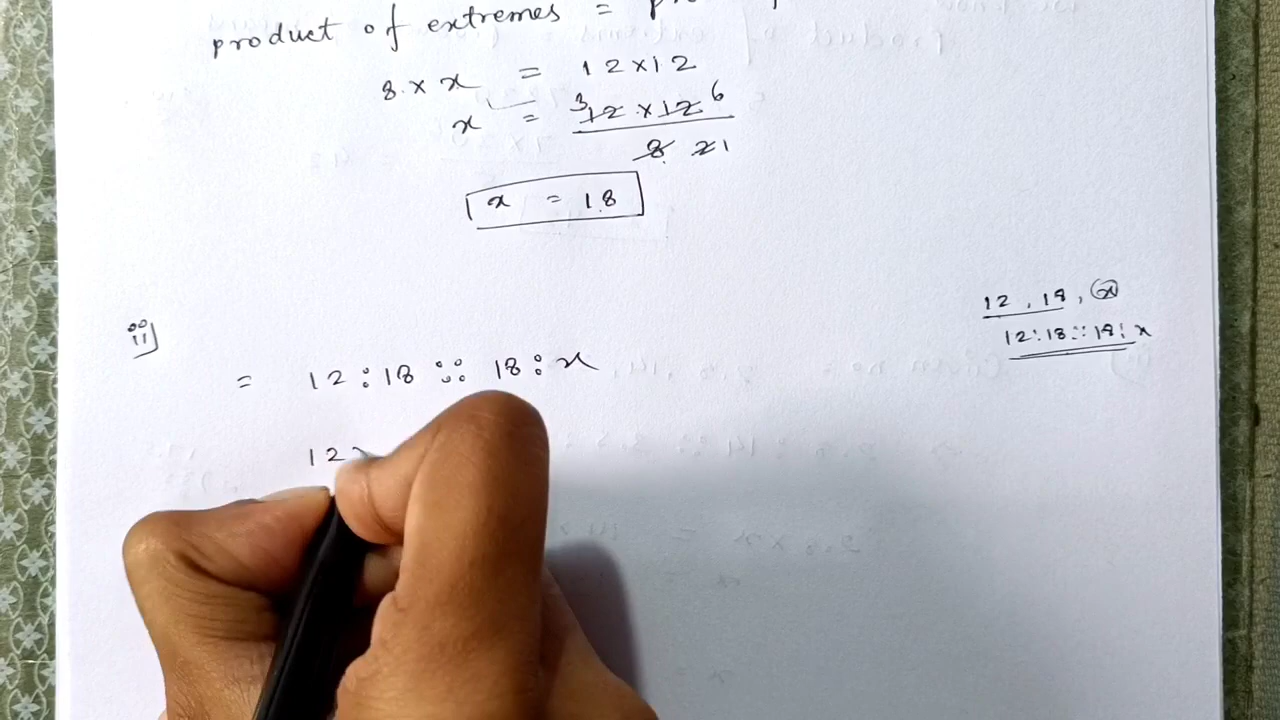 product of extremes =
8 × x = 12×12
x = 3 12 × 12 6
8 2 1
x = 18
12 , 18 , x
12:18::18:x
ii)
= 12:18 :: 18:x
12×